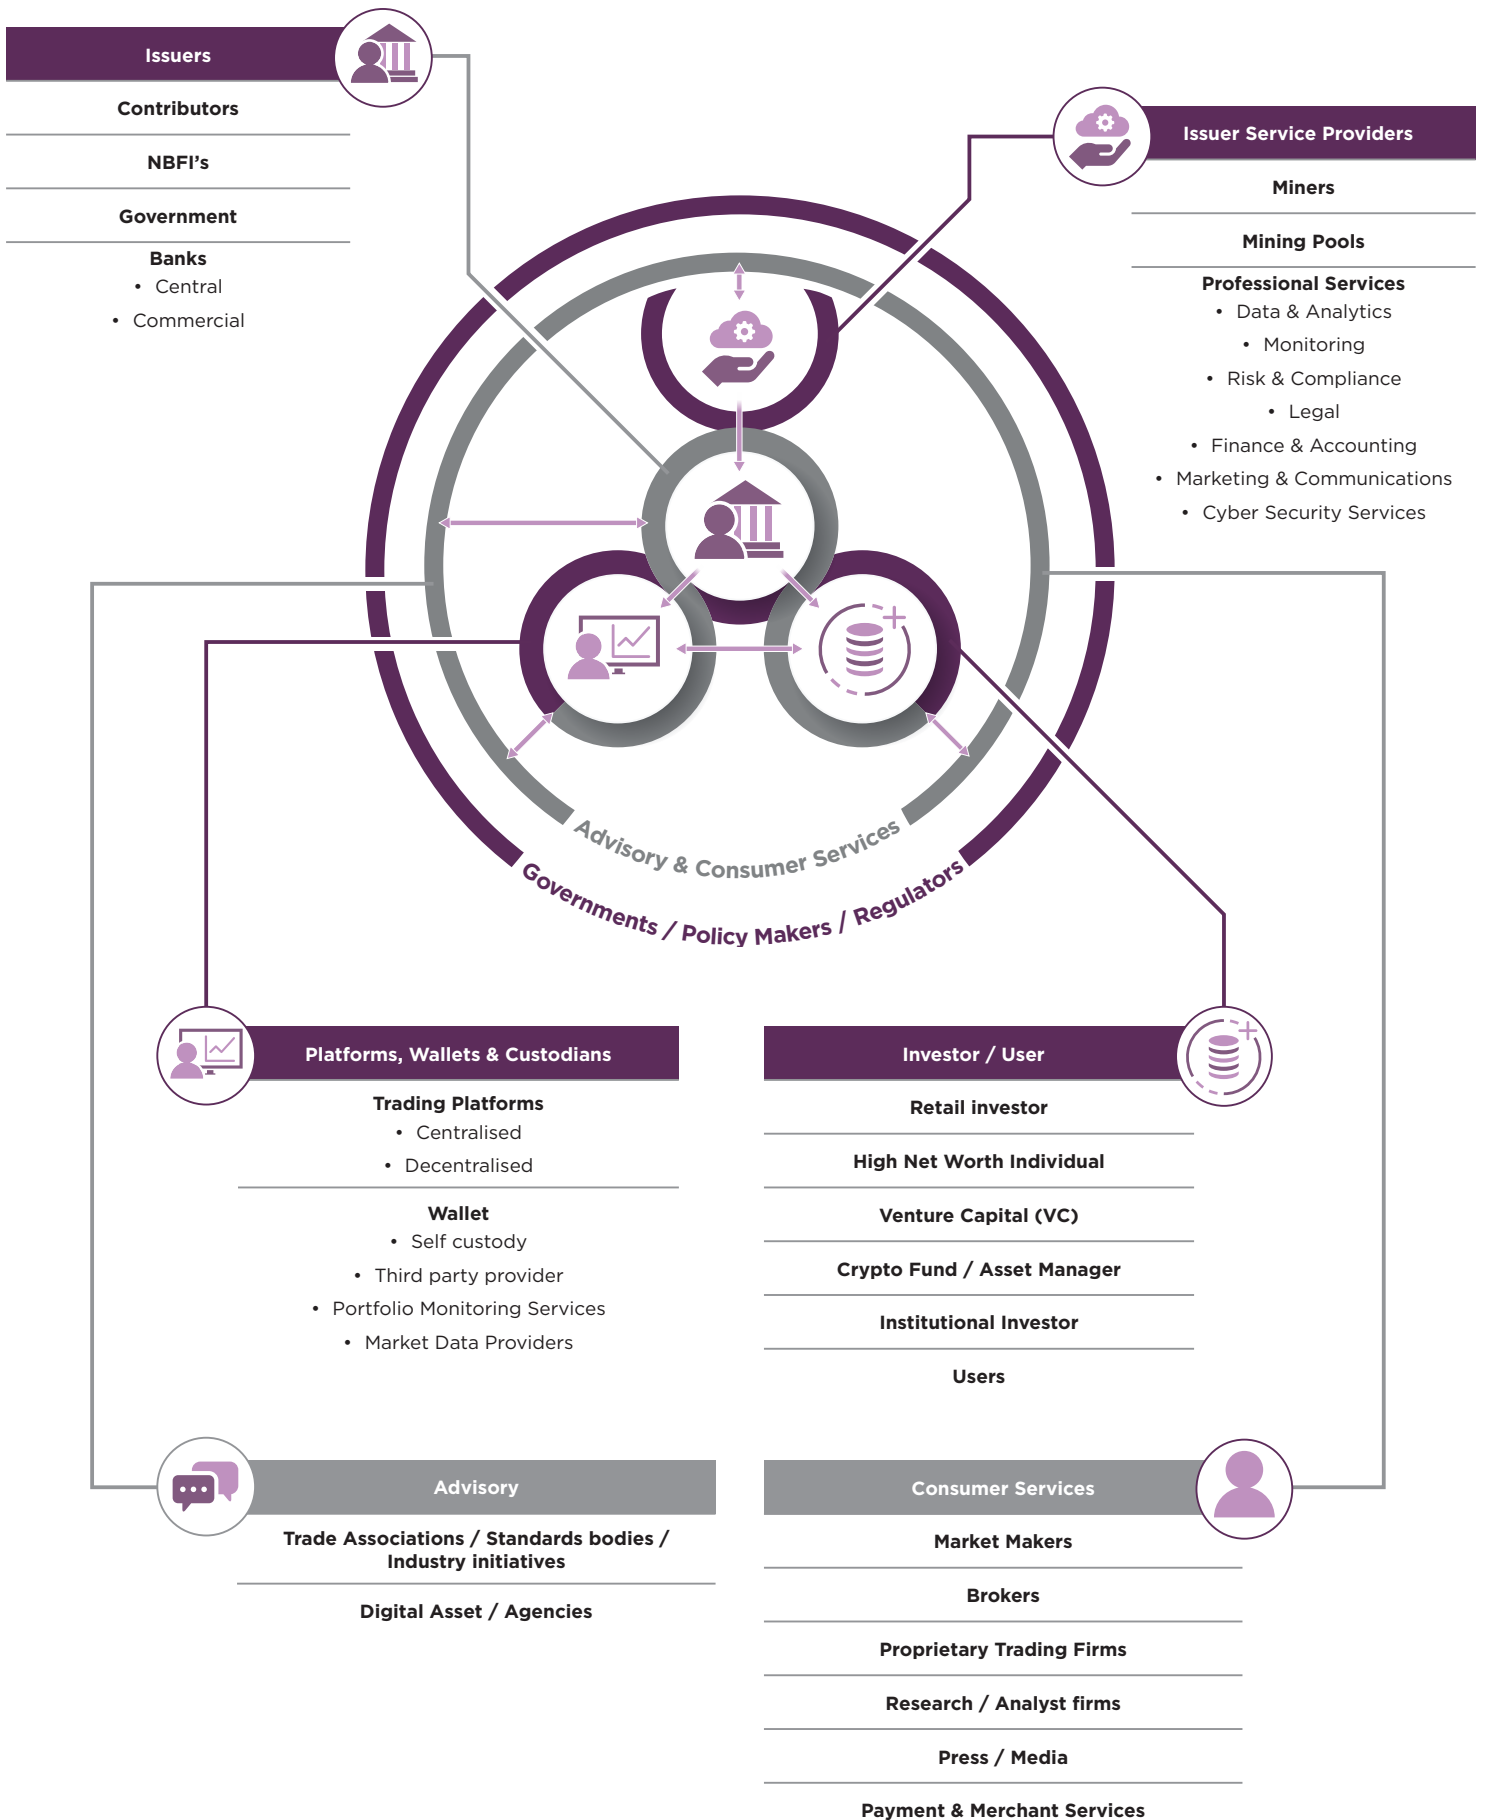 Issuers
Contributors
NBFI's
Government
Banks
• Central
• Commercial
Issuer Service Providers
Miners
Mining Pools
Professional Services
• Data & Analytics
• Monitoring
• Risk & Compliance
• Legal
• Finance & Accounting
• Marketing & Communications
• Cyber Security Services
Advisory & Consumer Services
Governments / Policy Makers / Regulators
Platforms, Wallets & Custodians
Trading Platforms
• Centralised
• Decentralised
Wallet
• Self custody
• Third party provider
• Portfolio Monitoring Services
• Market Data Providers
Investor / User
Retail investor
High Net Worth Individual
Venture Capital (VC)
Crypto Fund / Asset Manager
Institutional Investor
Users
Advisory
Trade Associations / Standards bodies /
Industry initiatives
Digital Asset / Agencies
Consumer Services
Market Makers
Brokers
Proprietary Trading Firms
Research / Analyst firms
Press / Media
Payment & Merchant Services